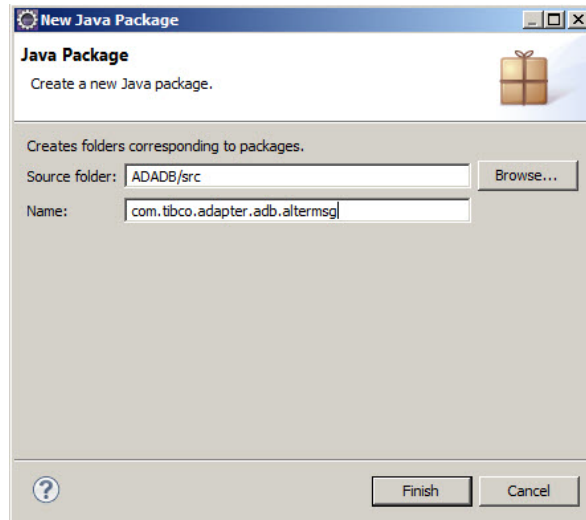 New Java Package
Java Package
Create a new Java package.
Creates folders corresponding to packages.
Source folder: ADADB/src Browse...
Name: com.tibco.adapter.adb.altermsg
? Finish Cancel